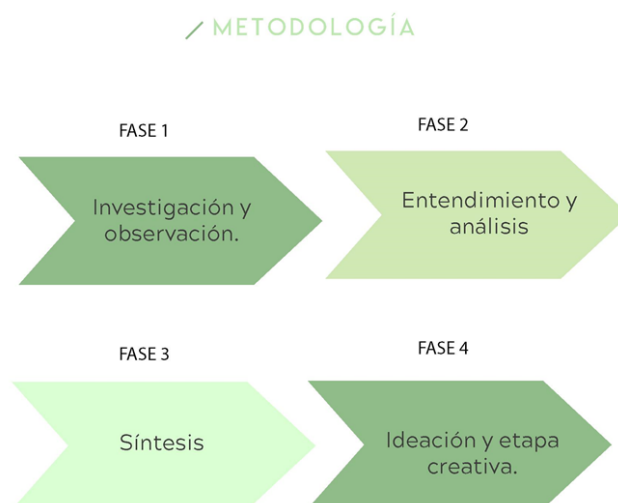 METODOLOGÍA
FASE 1
Investigación y
observación.
FASE 2
Entendimiento y
análisis
FASE 3
Síntesis
FASE 4
Ideación y etapa
creativa.